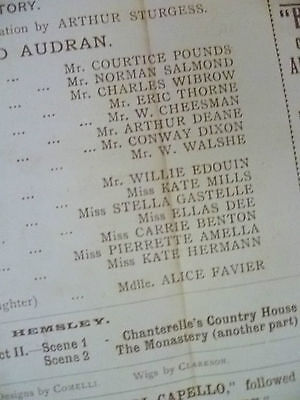 TORY.
ation by ARTHUR STURGESS.
D AUDRAN.
... ... Mr. COURTICE POUNDS
... ... Mr. NORMAN SALMOND
... Mr. CHARLES WIBROW
... ... Mr. ERIC THORNE
... ... Mr. W. CHEESMAN
... Mr. ARTHUR DEANE
... ... Mr. CONWAY DIXON
... Mr. W. WALSHE
... Mr. WILLIE EDOUIN
... Miss KATE MILLS
Miss STELLA GASTELLE
... Miss ELLAS DEE
Miss CARRIE BENTON
Miss PIERRETTE AMELLA
... Miss KATE HERMANN
ghter) ... ... Mdlle. ALICE FAVIER
HEMSLEY.
ct II.—Scene 1 - Chanterelle's Country House
Scene 2 - The Monastery (another part)
Designs by COMELLI. Wigs by CLARKSON.
CAPELLO," followed